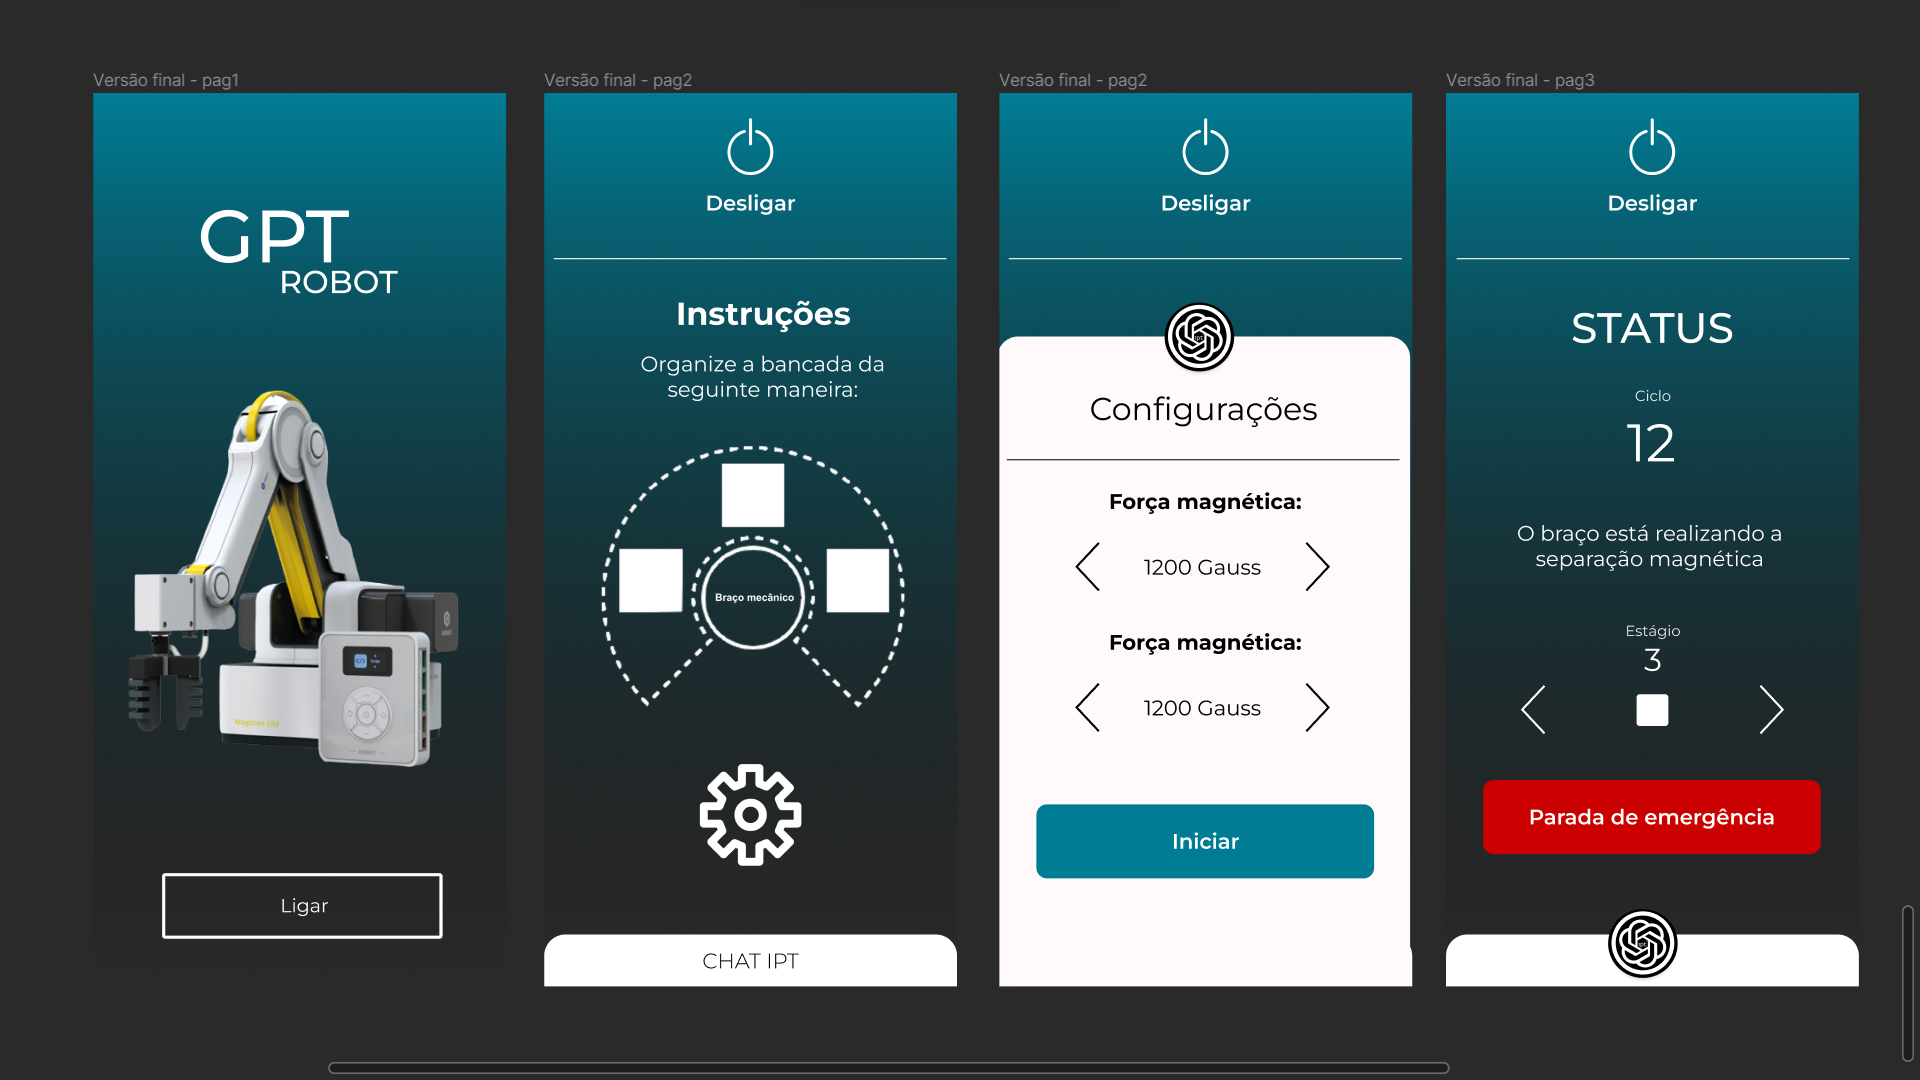 Versão final - pag1
GPT
ROBOT
Magician Lite
Ligar
Versão final - pag2
Desligar
Instruções
Organize a bancada da
seguinte maneira:
Braço mecânico
CHAT IPT
Versão final - pag2
Desligar
Configurações
Força magnética:
1200 Gauss
Força magnética:
1200 Gauss
Iniciar
Versão final - pag3
Desligar
STATUS
Ciclo
12
O braço está realizando a
separação magnética
Estágio
3
Parada de emergência